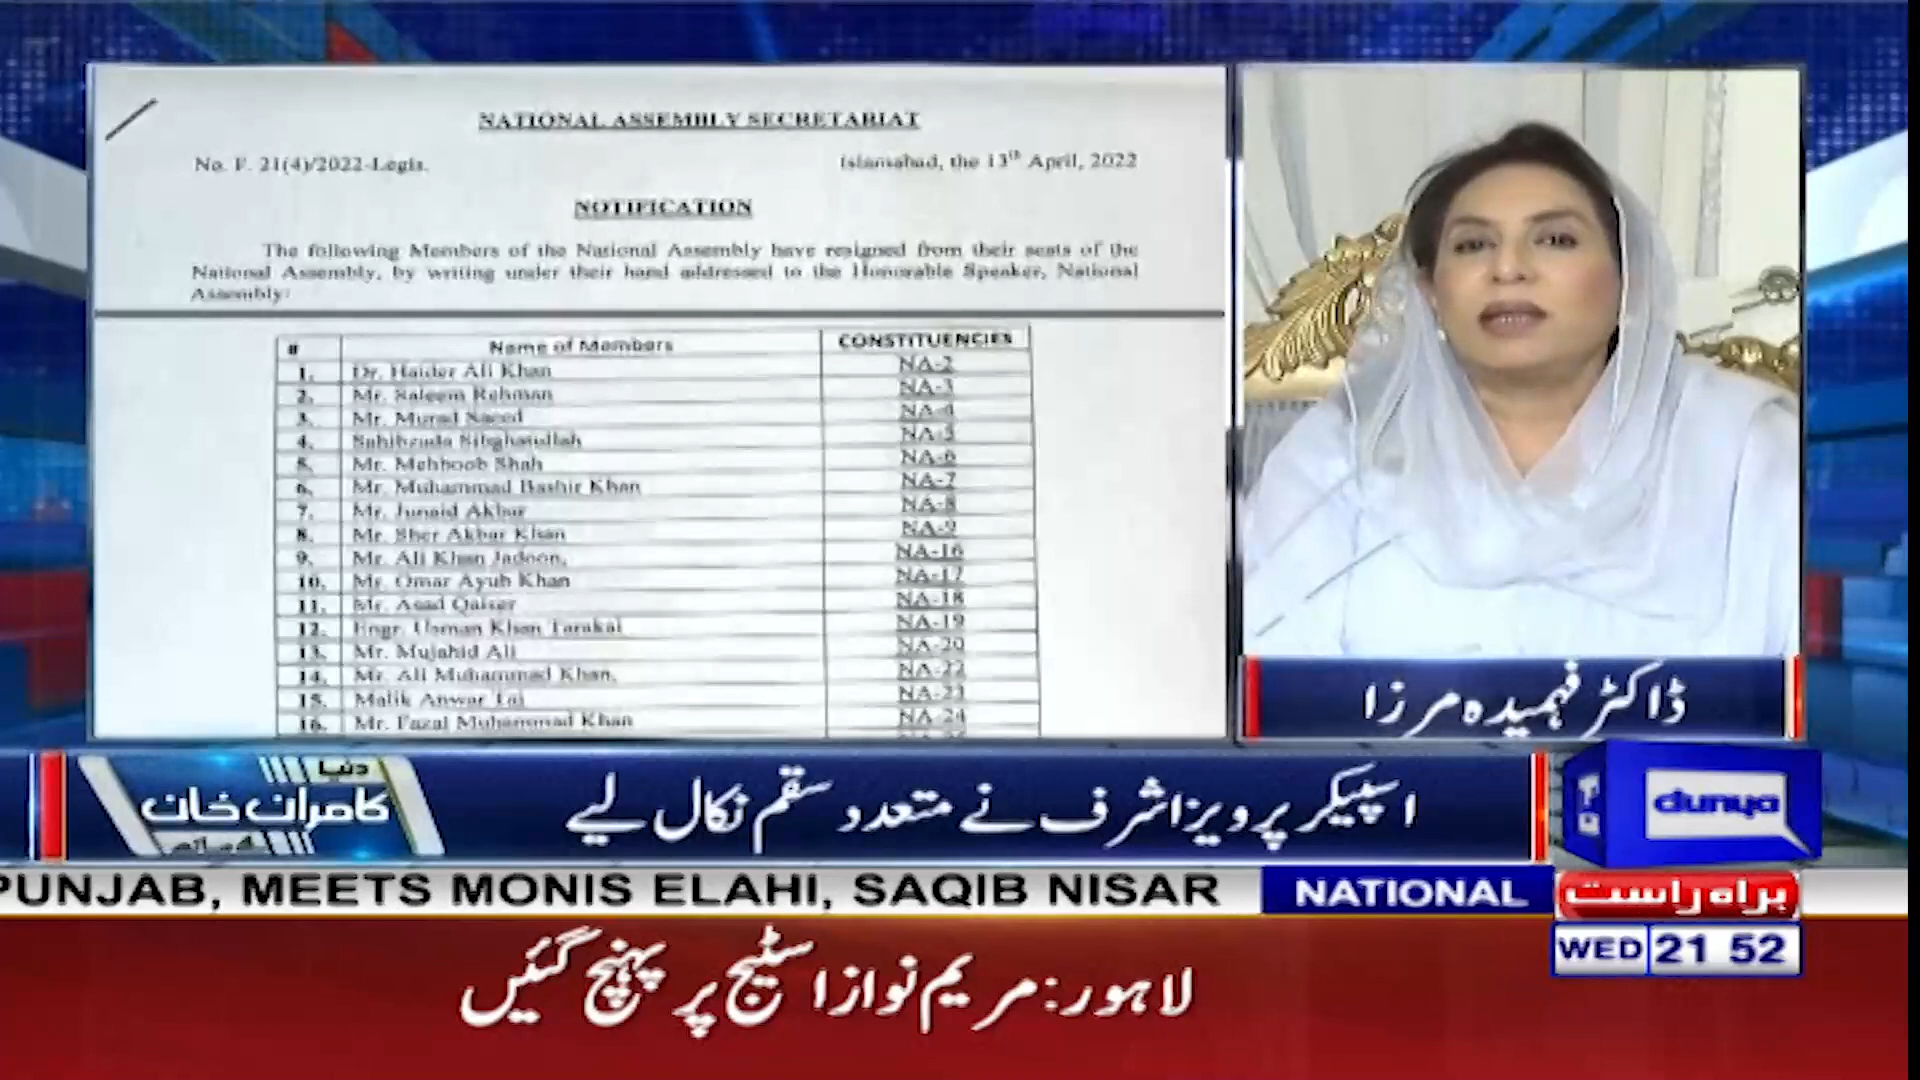 NATIONAL ASSEMBLY SECRETARIAT
No. F. 21(4)/2022-Legis.
Islamabad, the 13th April, 2022
NOTIFICATION
The following Members of the National Assembly have resigned from their seats of the
National Assembly, by writing under their hand addressed to the Honorable Speaker, National
Assembly:
# Name of Members CONSTITUENCIES
1. Dr. Haider Ali Khan NA-2
2. Mr. Saleem Rehman NA-3
3. Mr. Murad Saeed NA-4
4. Sahibzada Sibghatullah NA-5
5. Mr. Mehboob Shah NA-6
6. Mr. Muhammad Bashir Khan NA-7
7. Mr. Junaid Akbar NA-8
8. Mr. Sher Akbar Khan NA-9
9. Mr. Ali Khan Jadoon, NA-16
10. Mr. Omar Ayub Khan NA-17
11. Mr. Asad Qaiser NA-18
12. Engr. Usman Khan Tarakai NA-19
13. Mr. Mujahid Ali NA-20
14. Mr. Ali Muhammad Khan, NA-22
15. Malik Anwar Taj NA-23
16. Mr. Fazal Muhammad Khan NA-24
ڈاکٹر فہمیدہ مرزا
دنیا
کامران خان
کے ساتھ
اسپیکر پرویز اشرف نے متعدد سقم نکال لیے
dunya
PUNJAB, MEETS MONIS ELAHI, SAQIB NISAR
NATIONAL
براہ راست
WED 21 52
لاہور: مریم نواز اسٹیج پر پہنچ گئیں